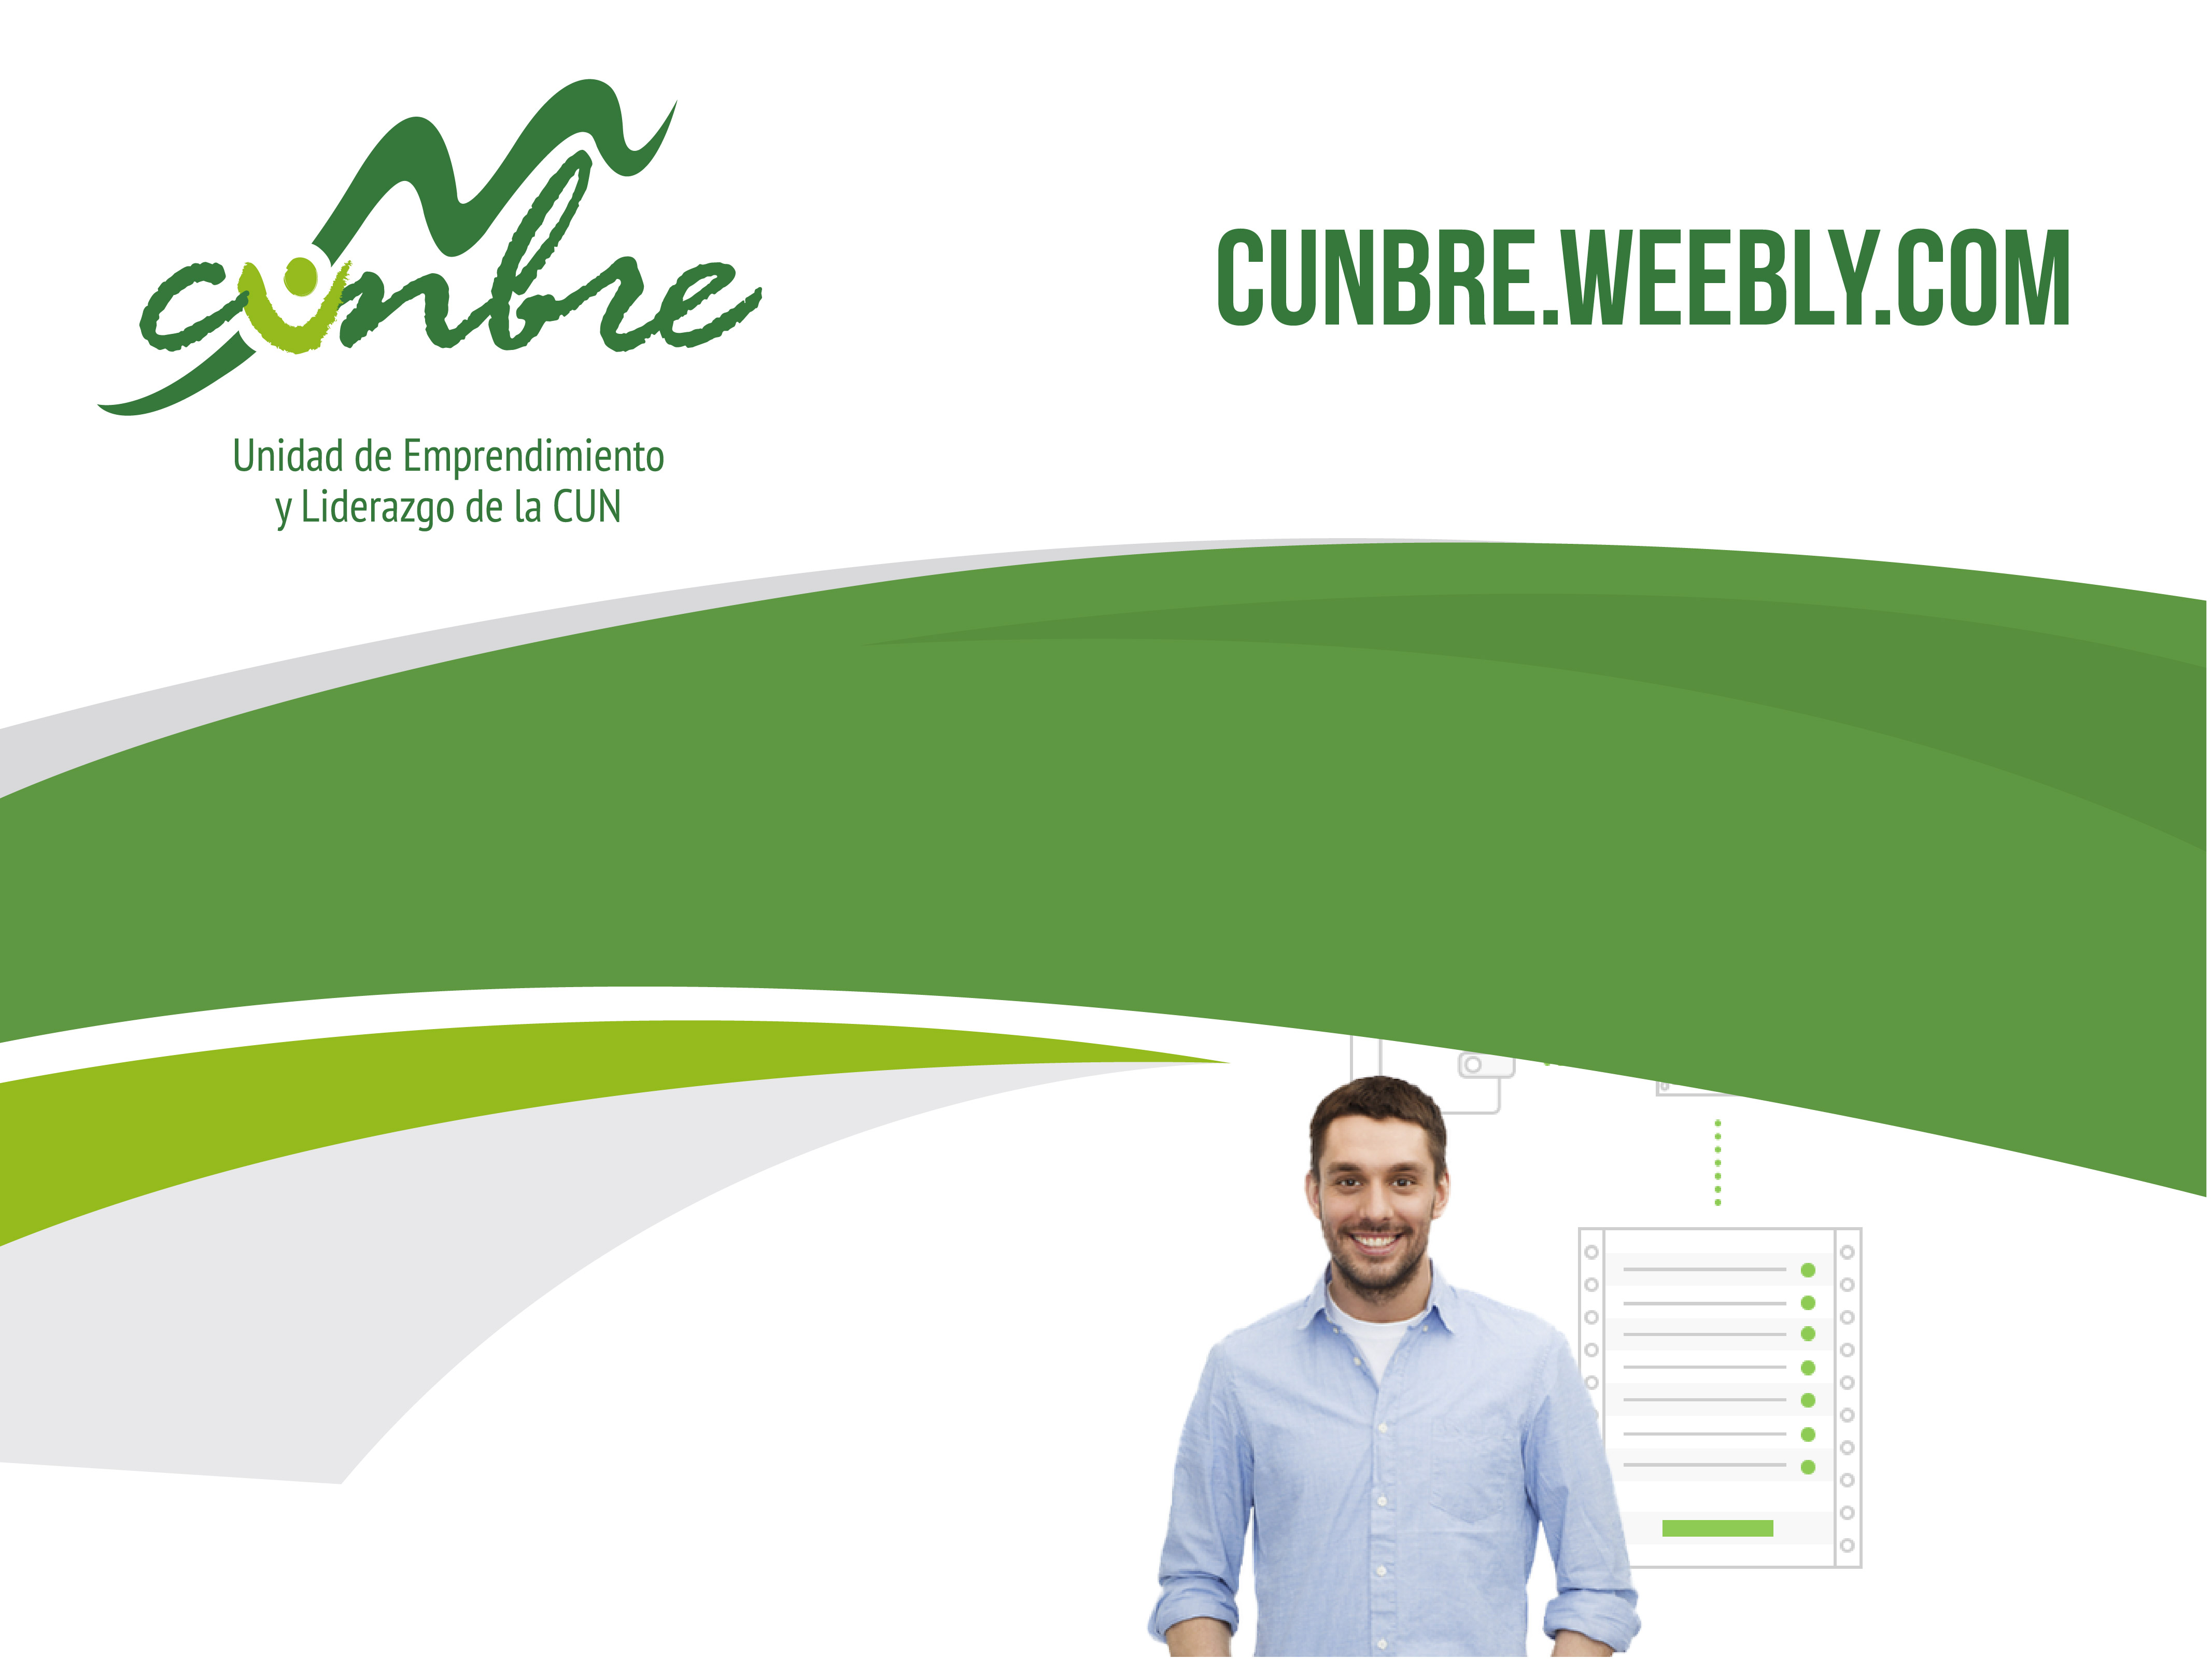 cunbre
CUNBRE.WEEBLY.COM
Unidad de Emprendimiento
y Liderazgo de la CUN